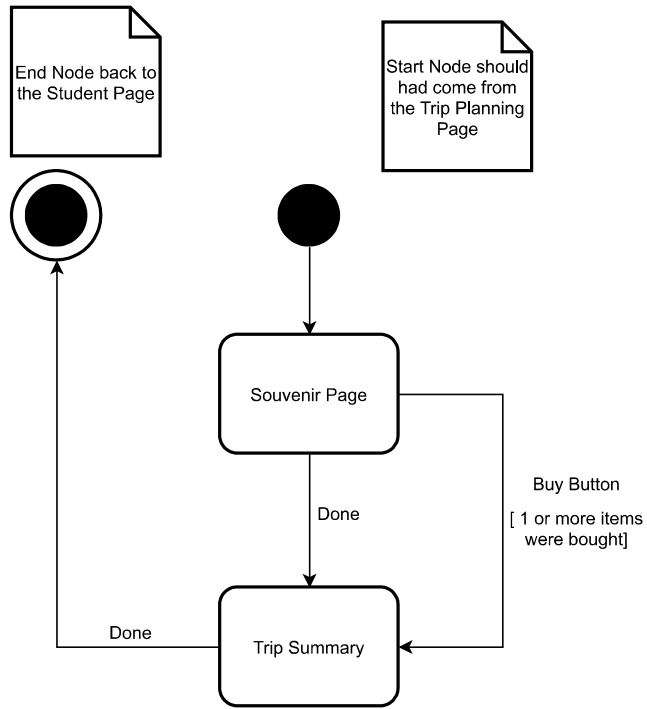 End Node back to
the Student Page
Start Node should
had come from
the Trip Planning
Page
Souvenir Page
Buy Button
[ 1 or more items
were bought]
Done
Done
Trip Summary